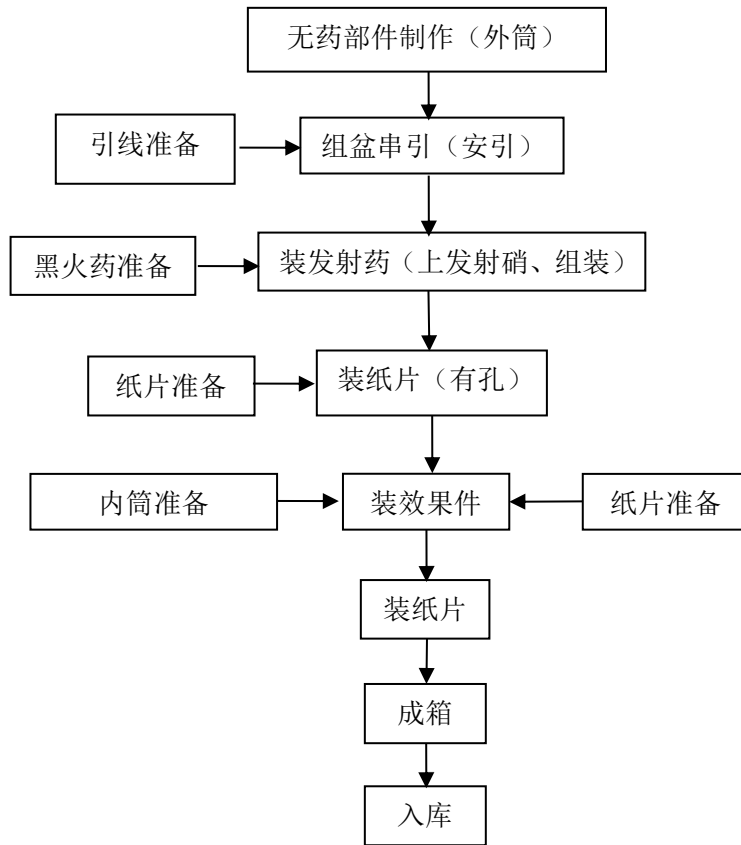 无药部件制作（外筒）
引线准备
组盆串引（安引）
黑火药准备
装发射药（上发射硝、组装）
纸片准备
装纸片（有孔）
内筒准备
装效果件
纸片准备
装纸片
成箱
入库